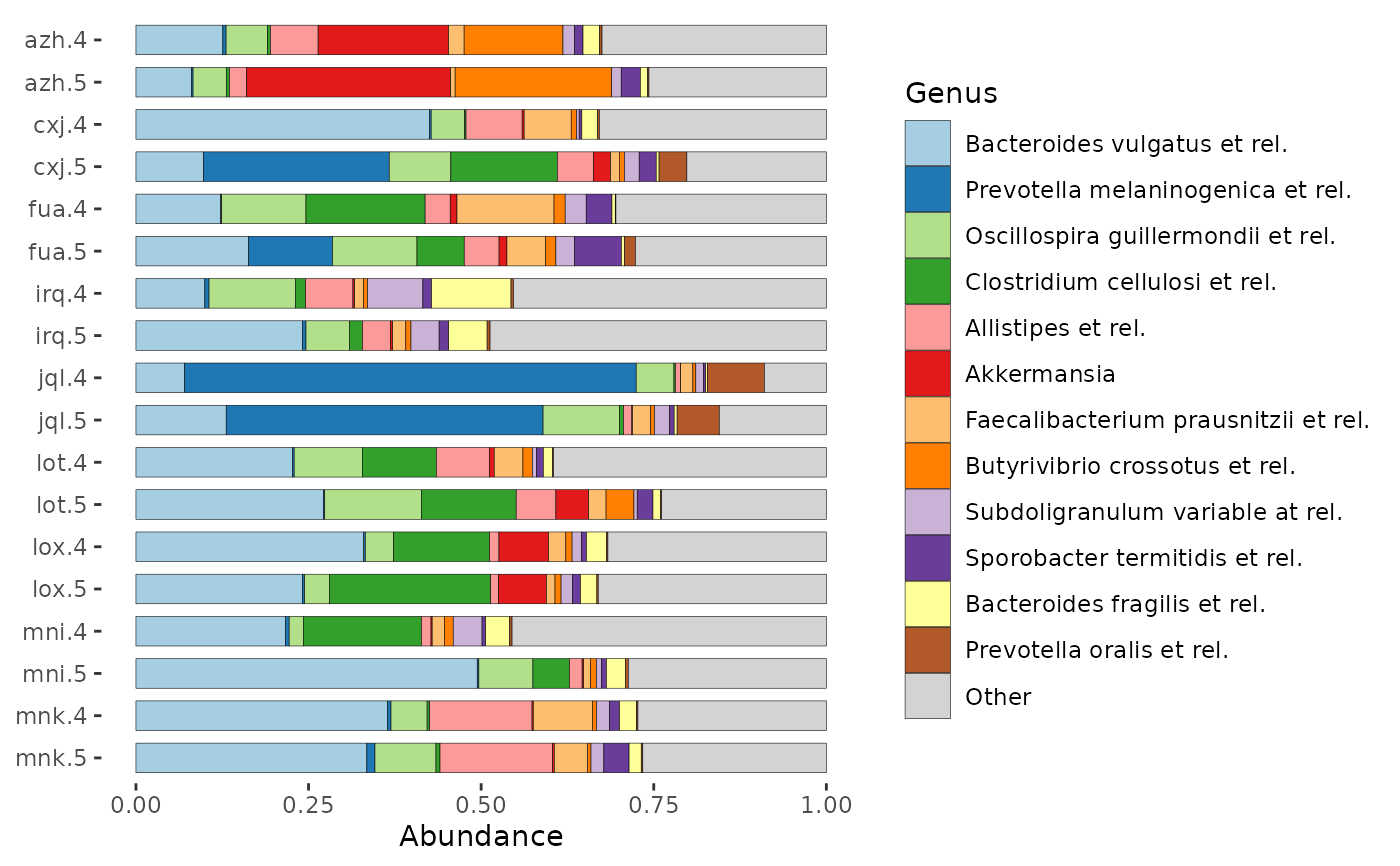 azh.4
azh.5
cxj.4
cxj.5
fua.4
fua.5
irq.4
irq.5
jql.4
jql.5
lot.4
lot.5
lox.4
lox.5
mni.4
mni.5
mnk.4
mnk.5
0.00 0.25 0.50 0.75 1.00
Abundance
Genus
Bacteroides vulgatus et rel.
Prevotella melaninogenica et rel.
Oscillospira guillermondii et rel.
Clostridium cellulosi et rel.
Allistipes et rel.
Akkermansia
Faecalibacterium prausnitzii et rel.
Butyrivibrio crossotus et rel.
Subdoligranulum variable at rel.
Sporobacter termitidis et rel.
Bacteroides fragilis et rel.
Prevotella oralis et rel.
Other